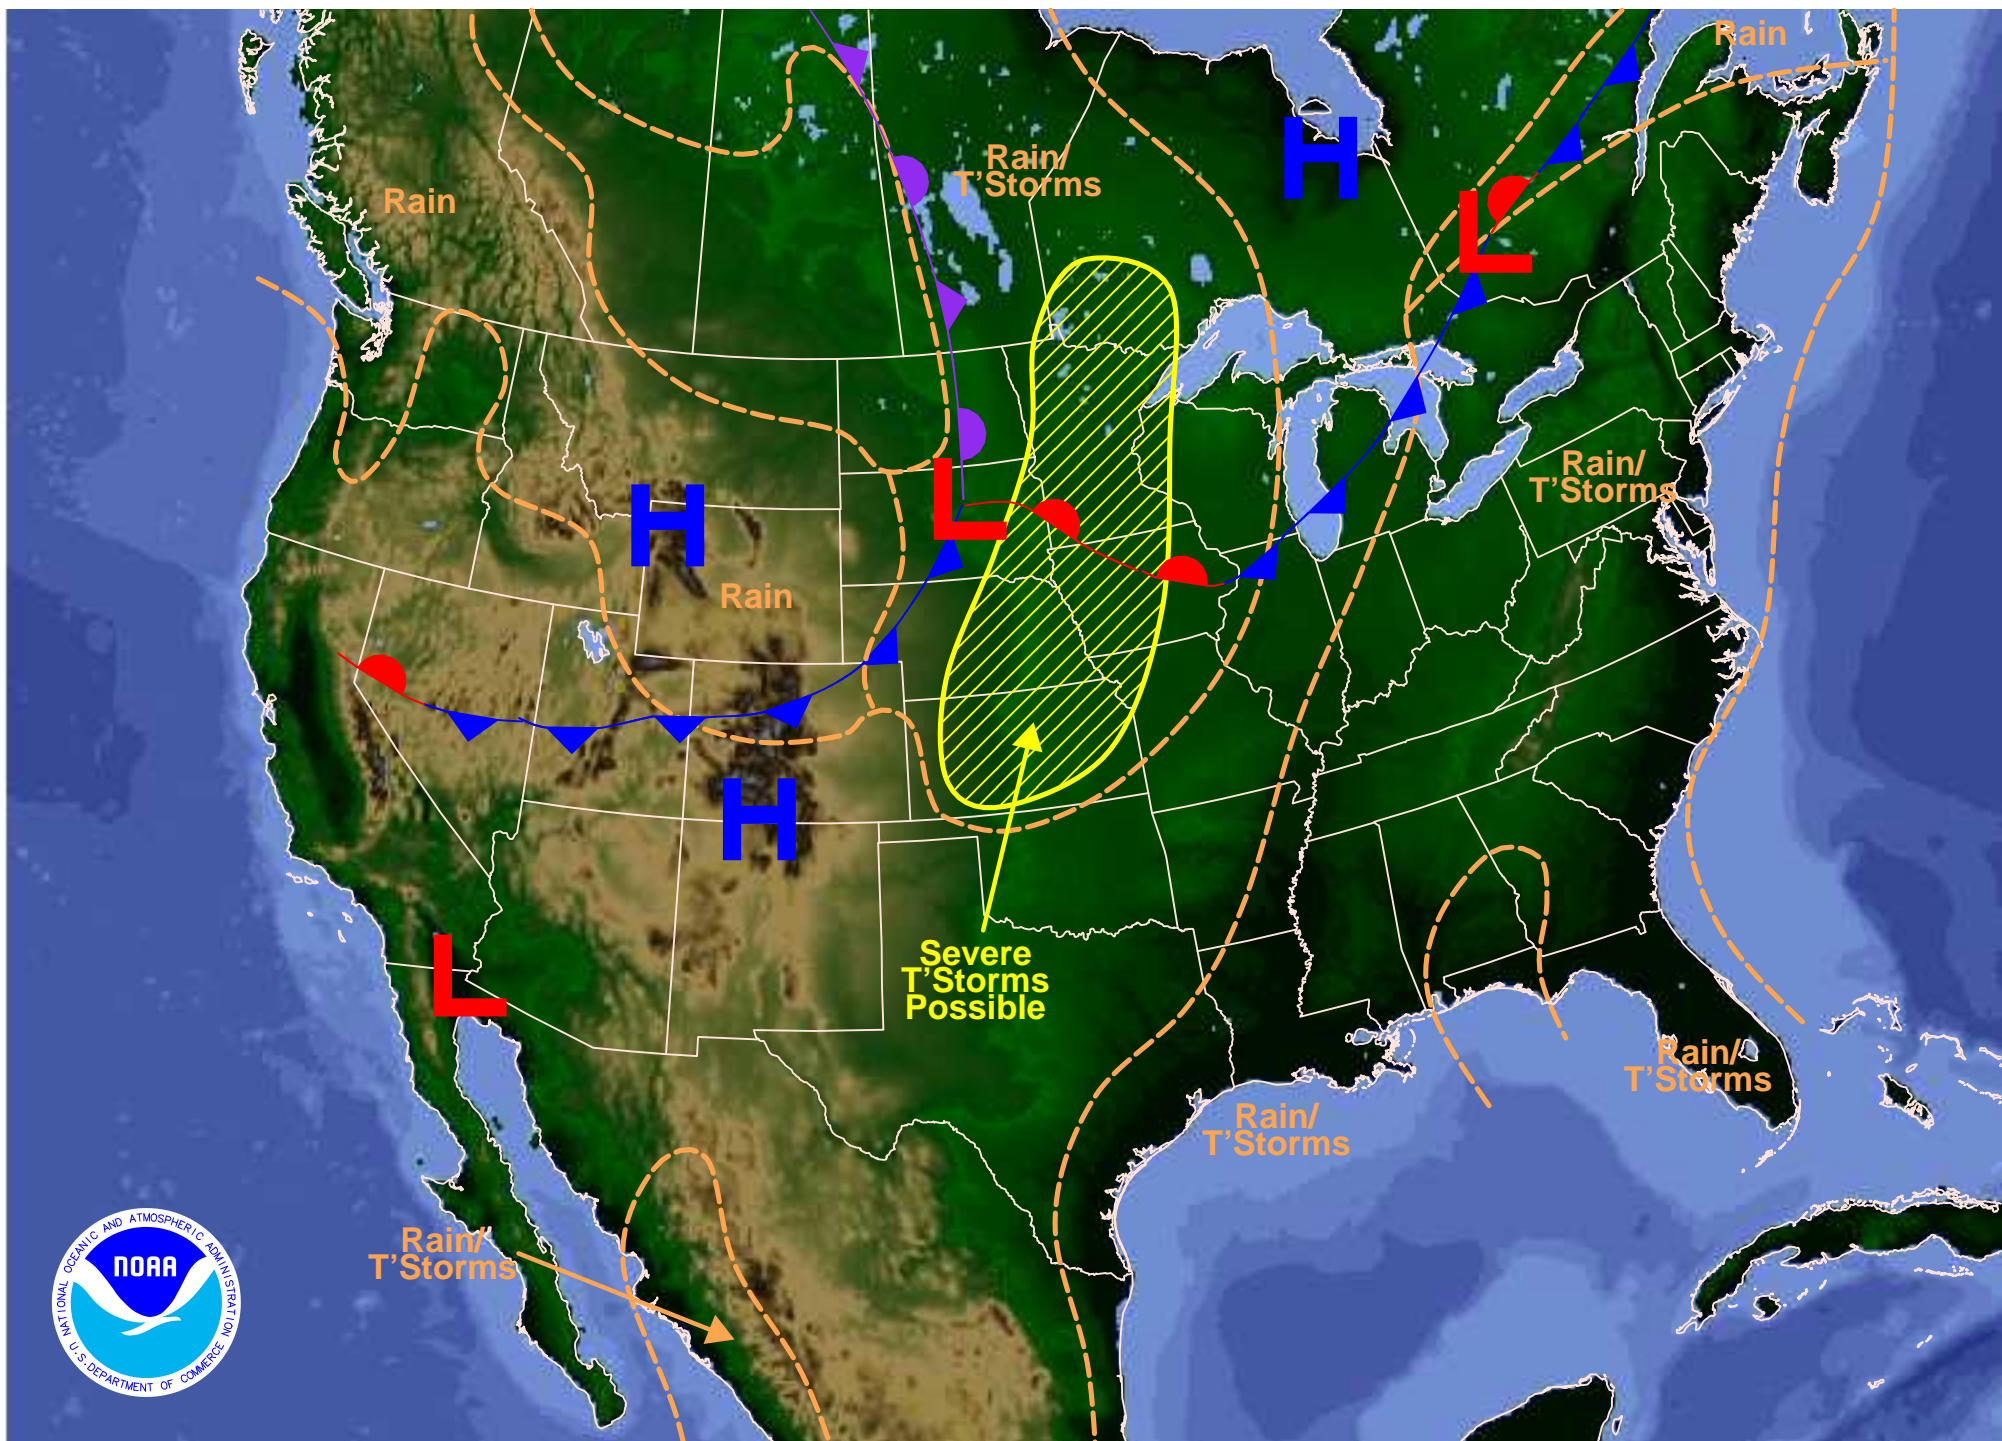 Rain
Rain/
T'Storms
H
Rain
L
Rain/
T'Storms
H
L
Rain
H
Severe
T'Storms
Possible
L
Rain/
T'Storms
Rain/
T'Storms
Rain/
T'Storms
NATIONAL OCEANIC AND ATMOSPHERIC ADMINISTRATION
NOAA
U.S. DEPARTMENT OF COMMERCE